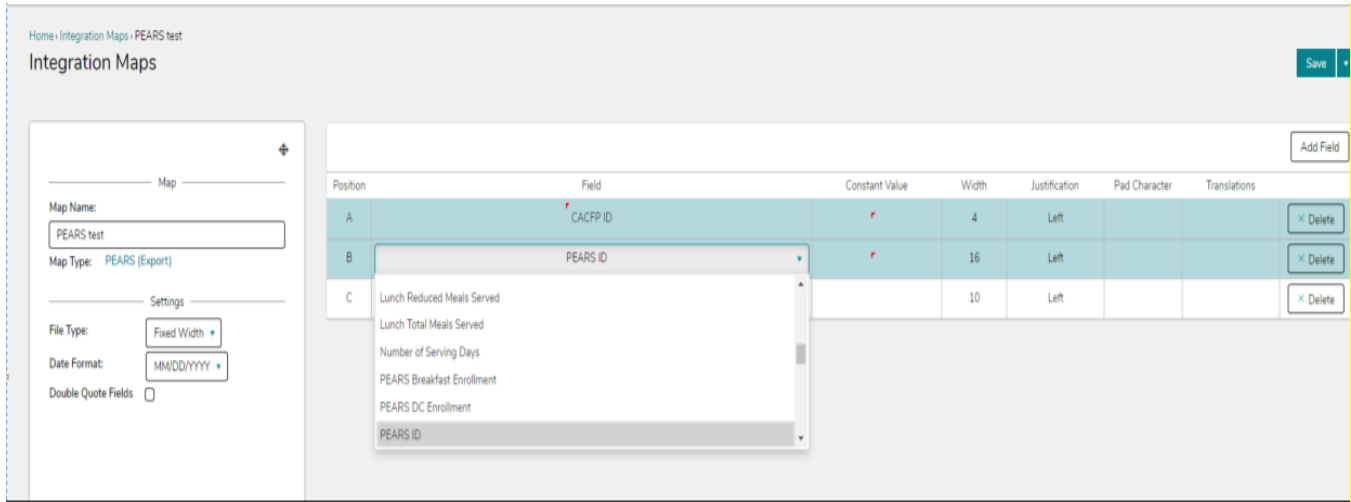 Home › Integration Maps › PEARS test
Integration Maps
Save
Map
Map Name:
PEARS test
Map Type: PEARS (Export)
Settings
File Type: Fixed Width
Date Format: MM/DD/YYYY
Double Quote Fields
Add Field
Position Field Constant Value Width Justification Pad Character Translations
A CACFP ID 4 Left × Delete
B PEARS ID 16 Left × Delete
C 10 Left × Delete
Lunch Reduced Meals Served
Lunch Total Meals Served
Number of Serving Days
PEARS Breakfast Enrollment
PEARS DC Enrollment
PEARS ID